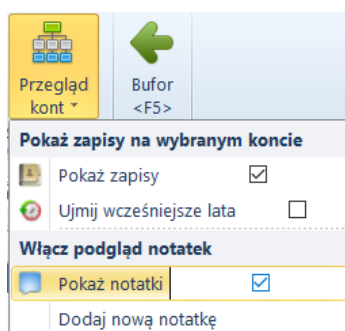 Przegląd
kont
Bufor
<F5>
Pokaż zapisy na wybranym koncie
Pokaż zapisy
Ujmij wcześniejsze lata
Włącz podgląd notatek
Pokaż notatki
Dodaj nową notatkę